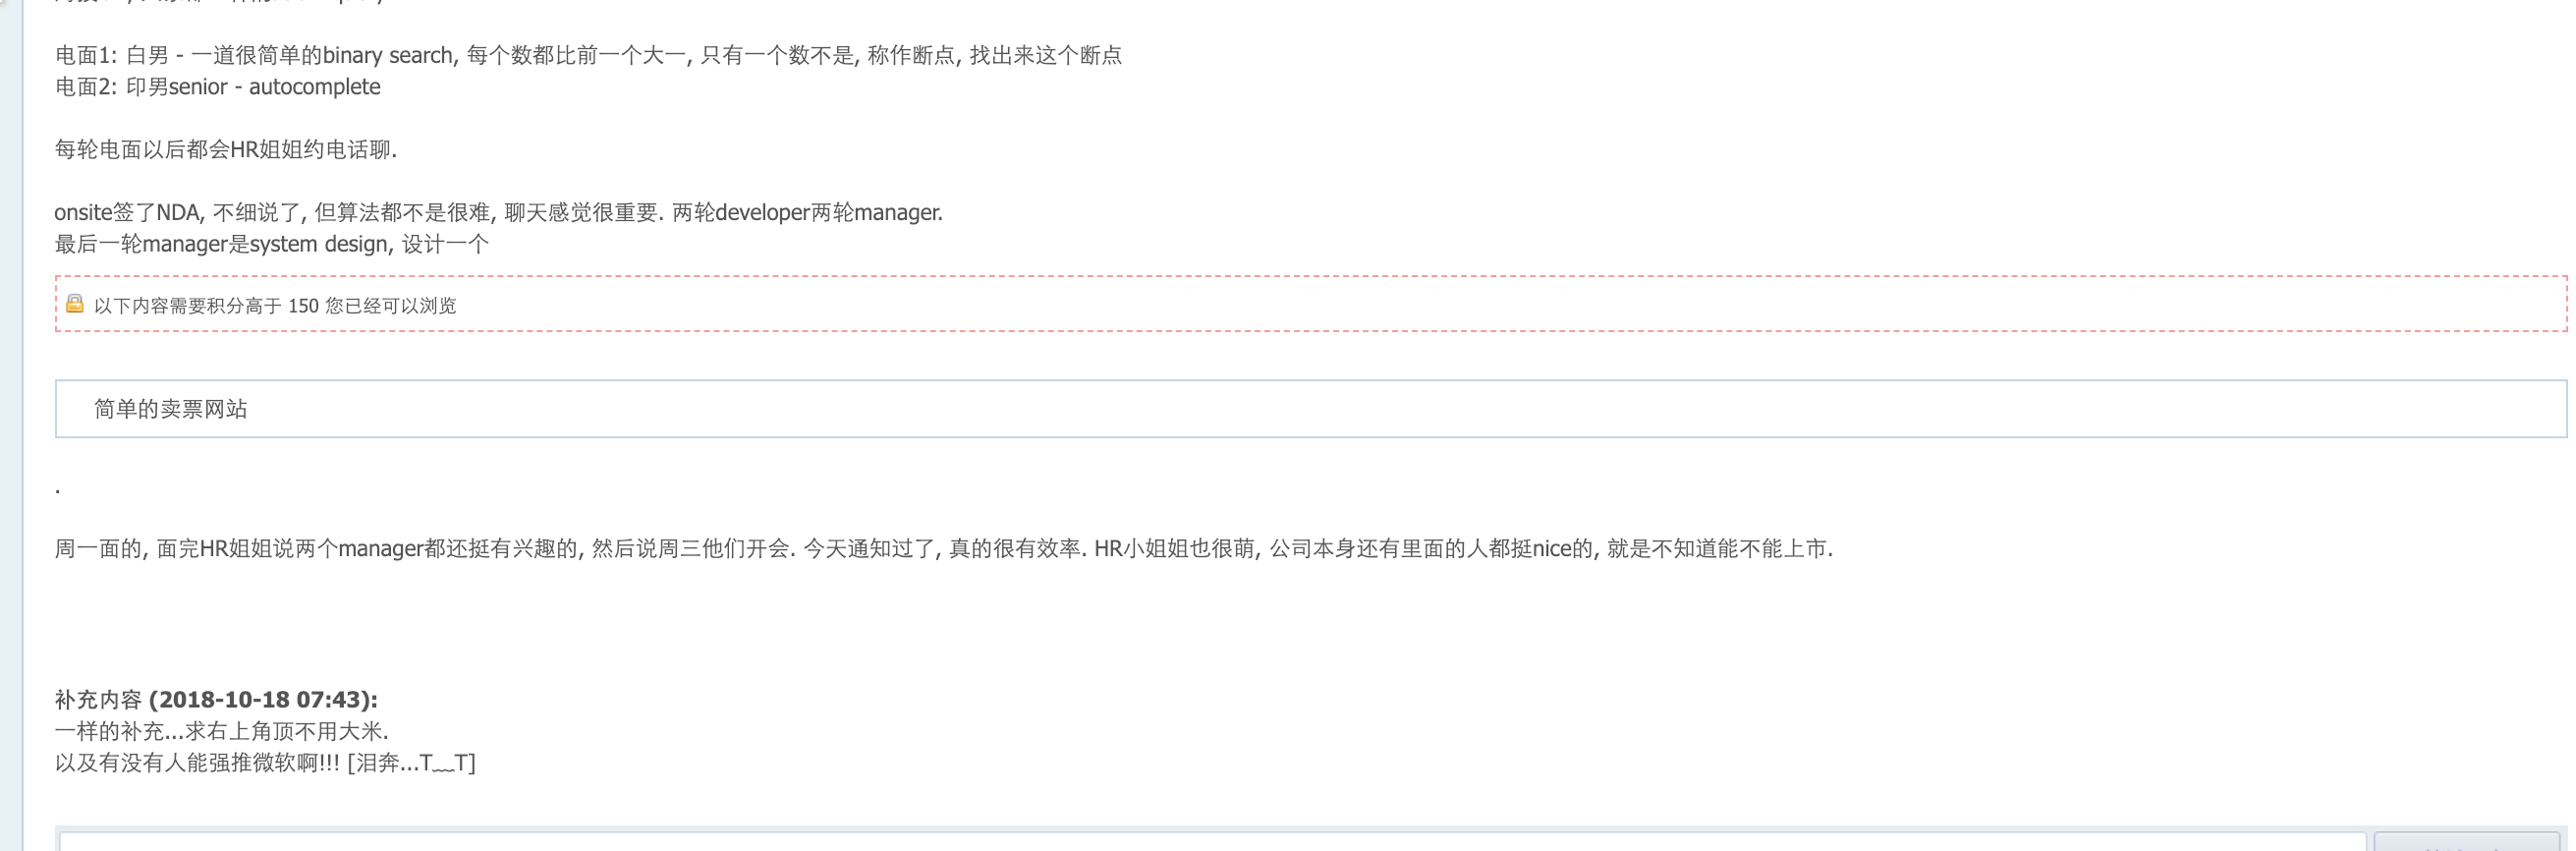 电面1: 白男 - 一道很简单的binary search, 每个数都比前一个大一, 只有一个数不是, 称作断点, 找出来这个断点
电面2: 印男senior - autocomplete
每轮电面以后都会HR姐姐约电话聊.
onsite签了NDA, 不细说了, 但算法都不是很难, 聊天感觉很重要. 两轮developer两轮manager.
最后一轮manager是system design, 设计一个
以下内容需要积分高于 150 您已经可以浏览
简单的卖票网站
.
周一面的, 面完HR姐姐说两个manager都还挺有兴趣的, 然后说周三他们开会. 今天通知过了, 真的很有效率. HR小姐姐也很萌, 公司本身还有里面的人都挺nice的, 就是不知道能不能上市.
补充内容 (2018-10-18 07:43):
一样的补充...求右上角顶不用大米.
以及有没有人能强推微软啊!!! [泪奔...T﹏T]